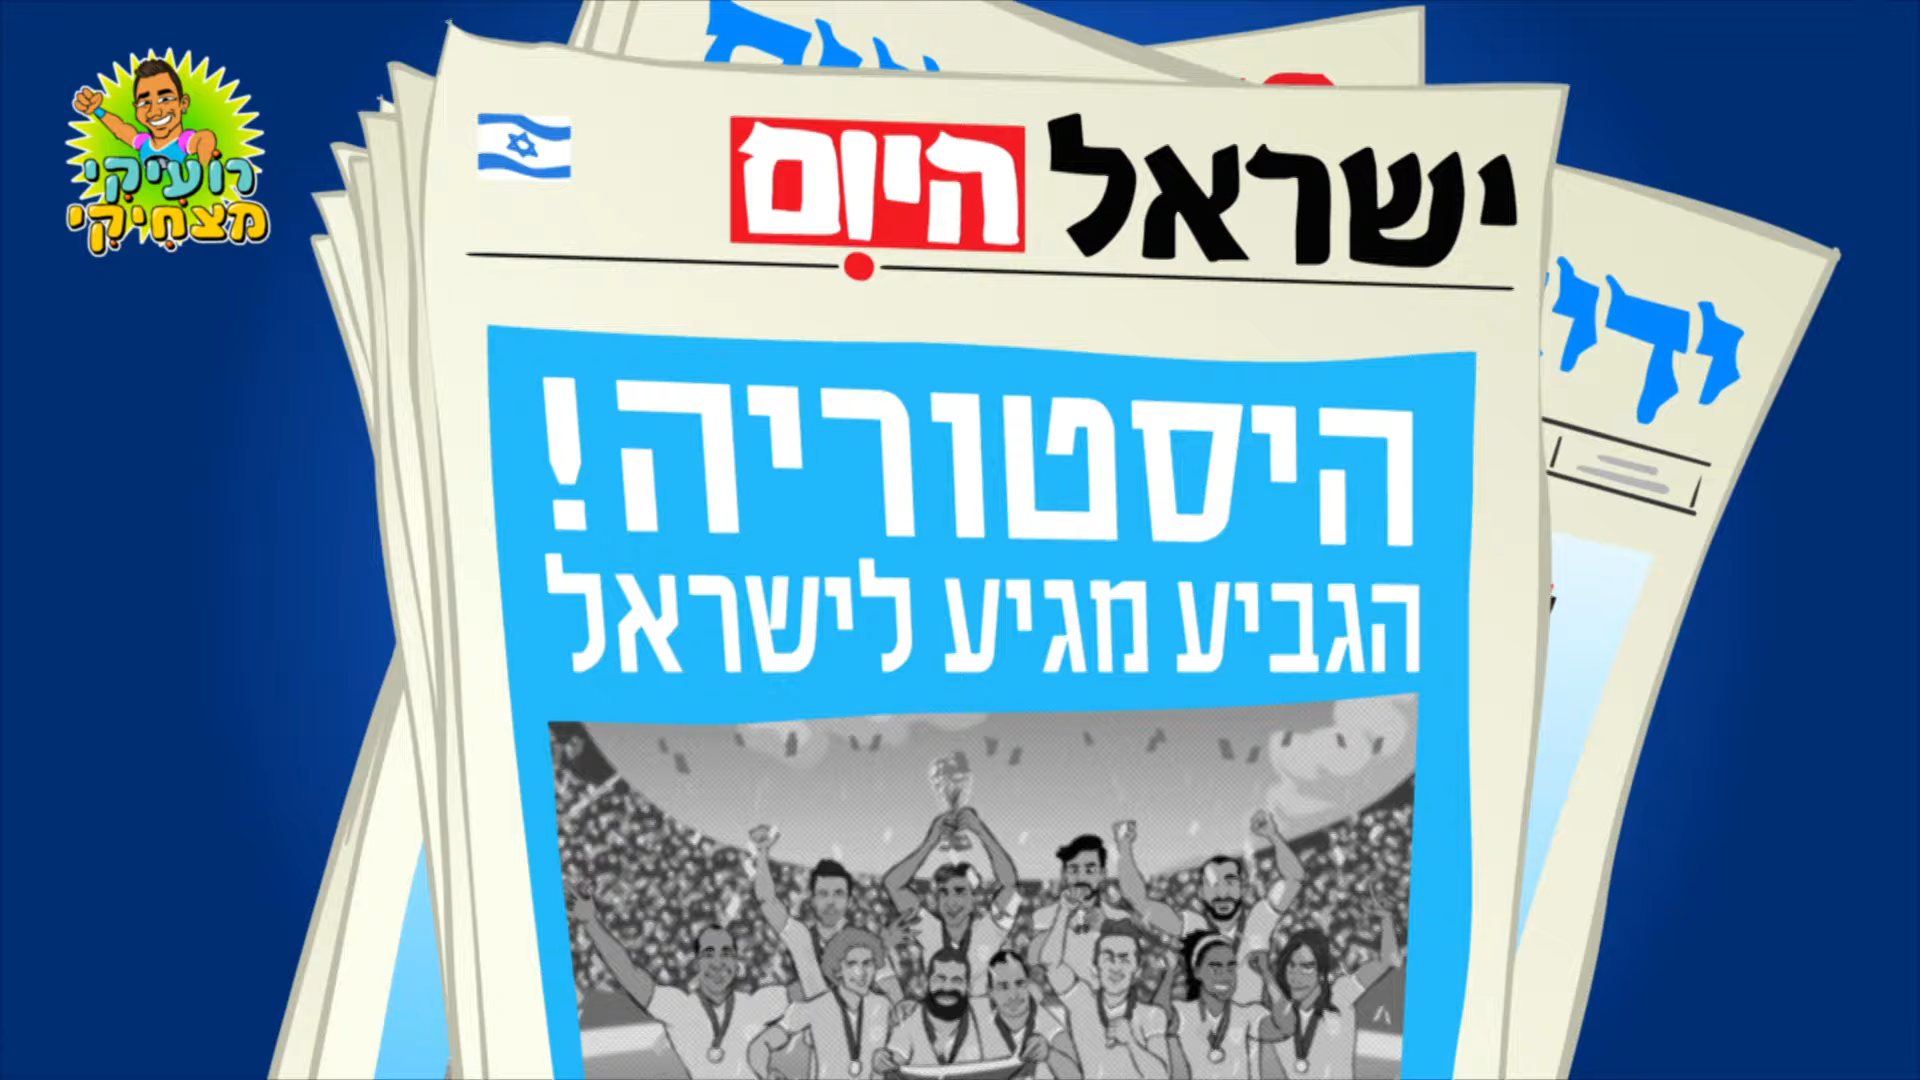 רועיקי
מצחיקי
ישראל היום
היסטוריה!
הגביע מגיע לישראל